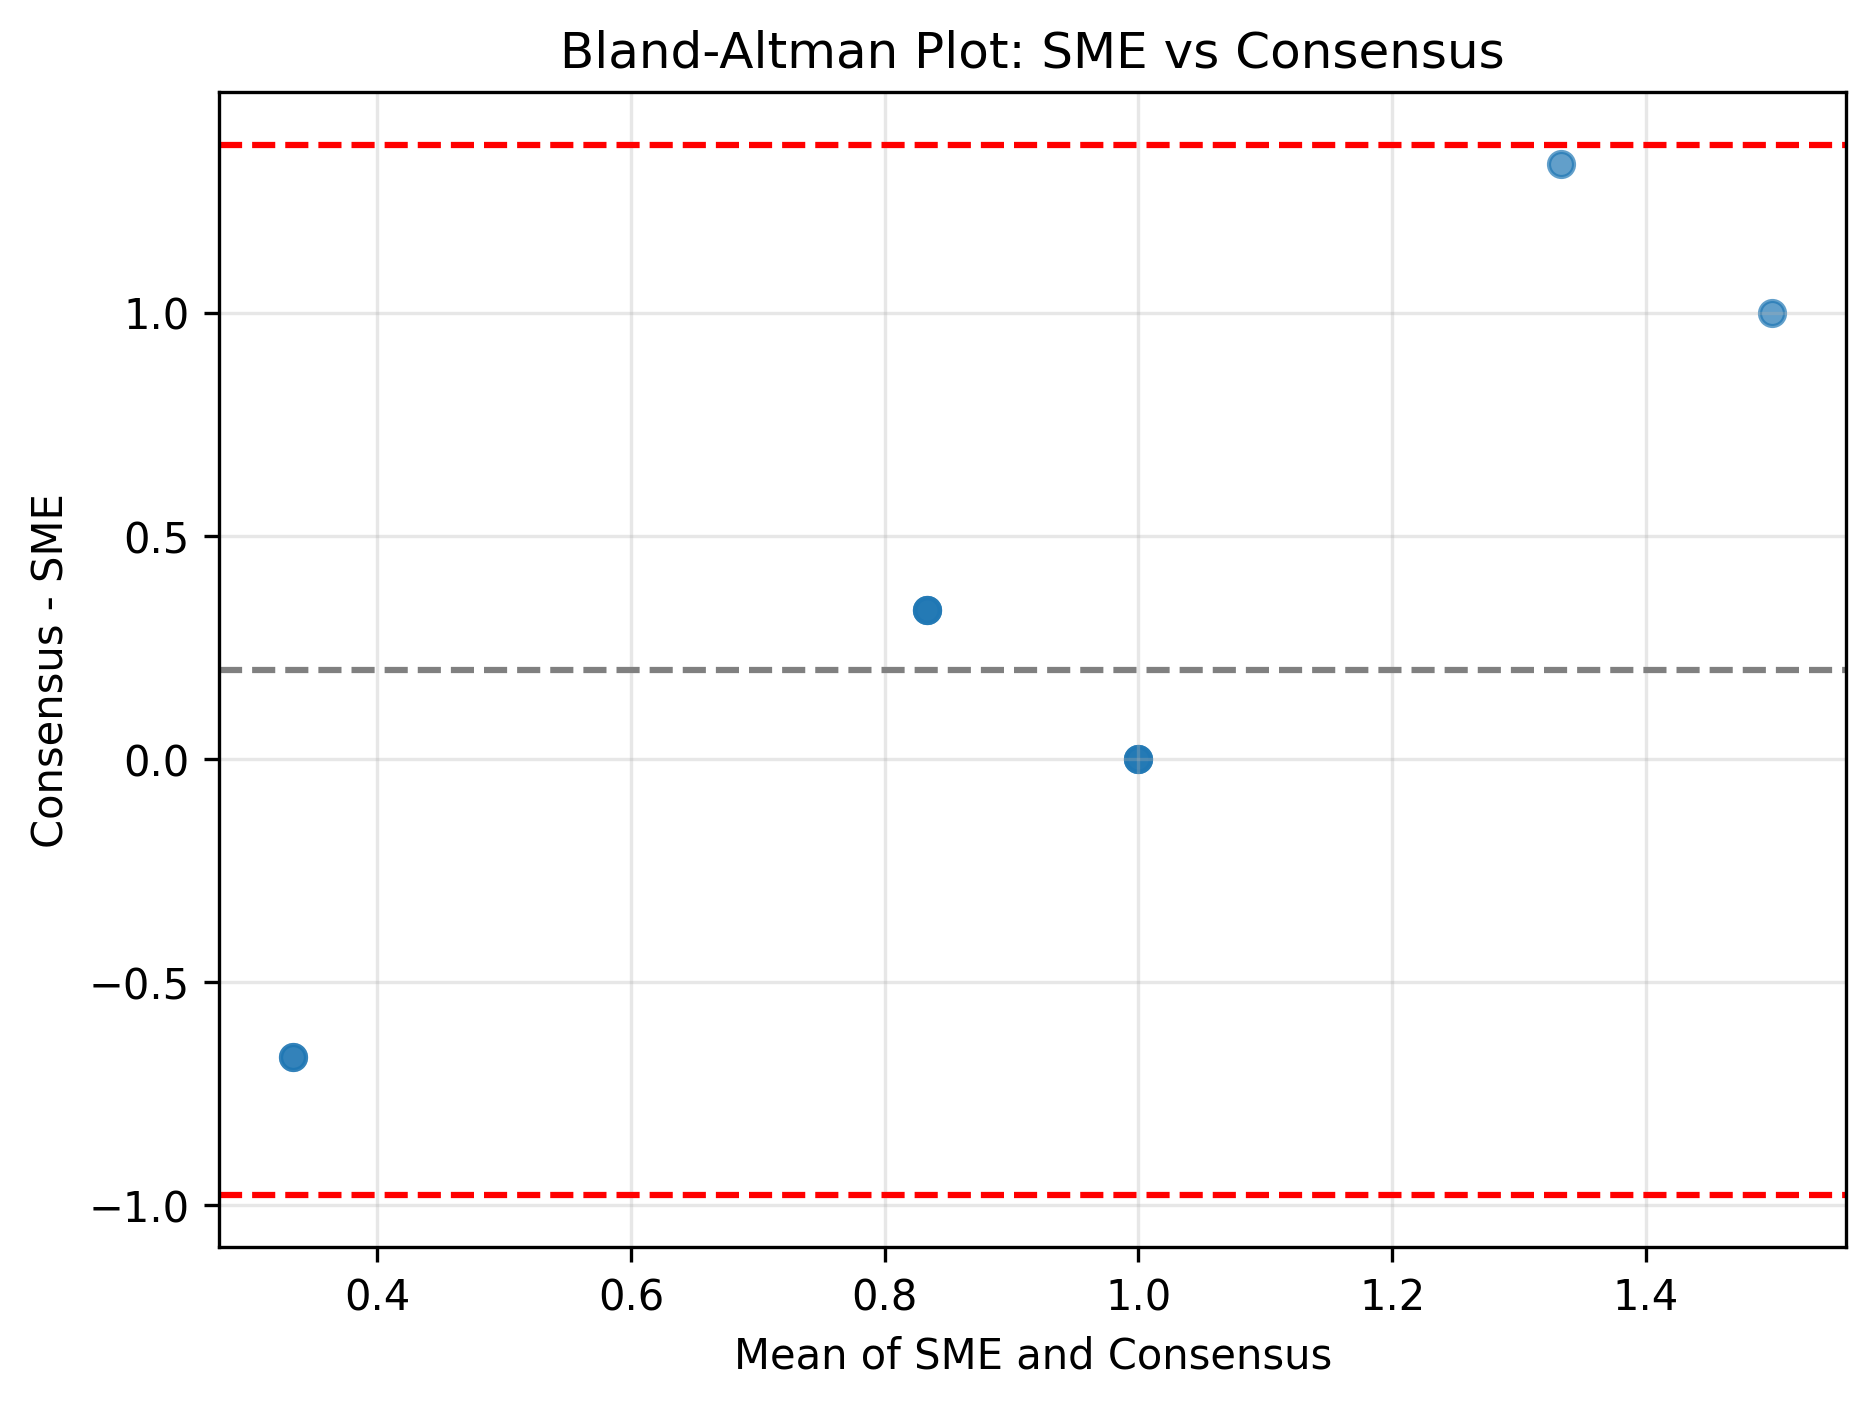 Bland-Altman Plot: SME vs Consensus
Consensus - SME
1.0
0.5
0.0
−0.5
−1.0
0.4 0.6 0.8 1.0 1.2 1.4
Mean of SME and Consensus